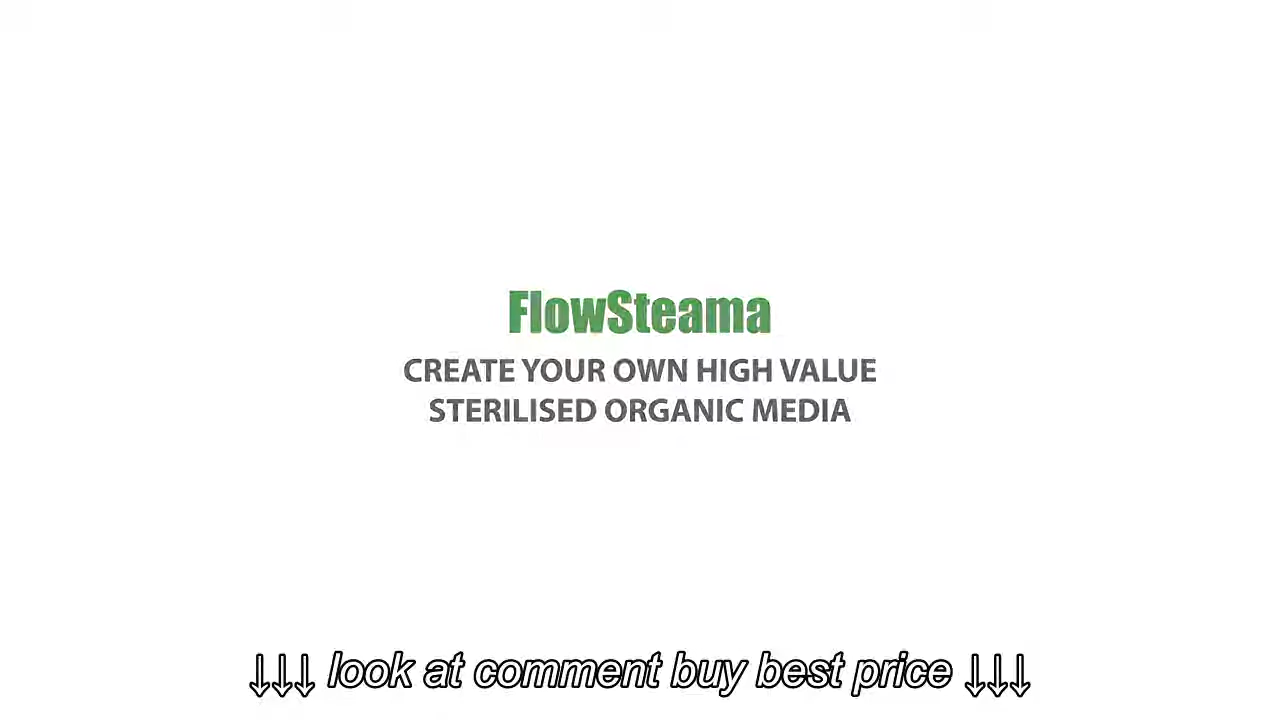 FlowSteama
CREATE YOUR OWN HIGH VALUE
STERILISED ORGANIC MEDIA
↓↓↓ look at comment buy best price ↓↓↓